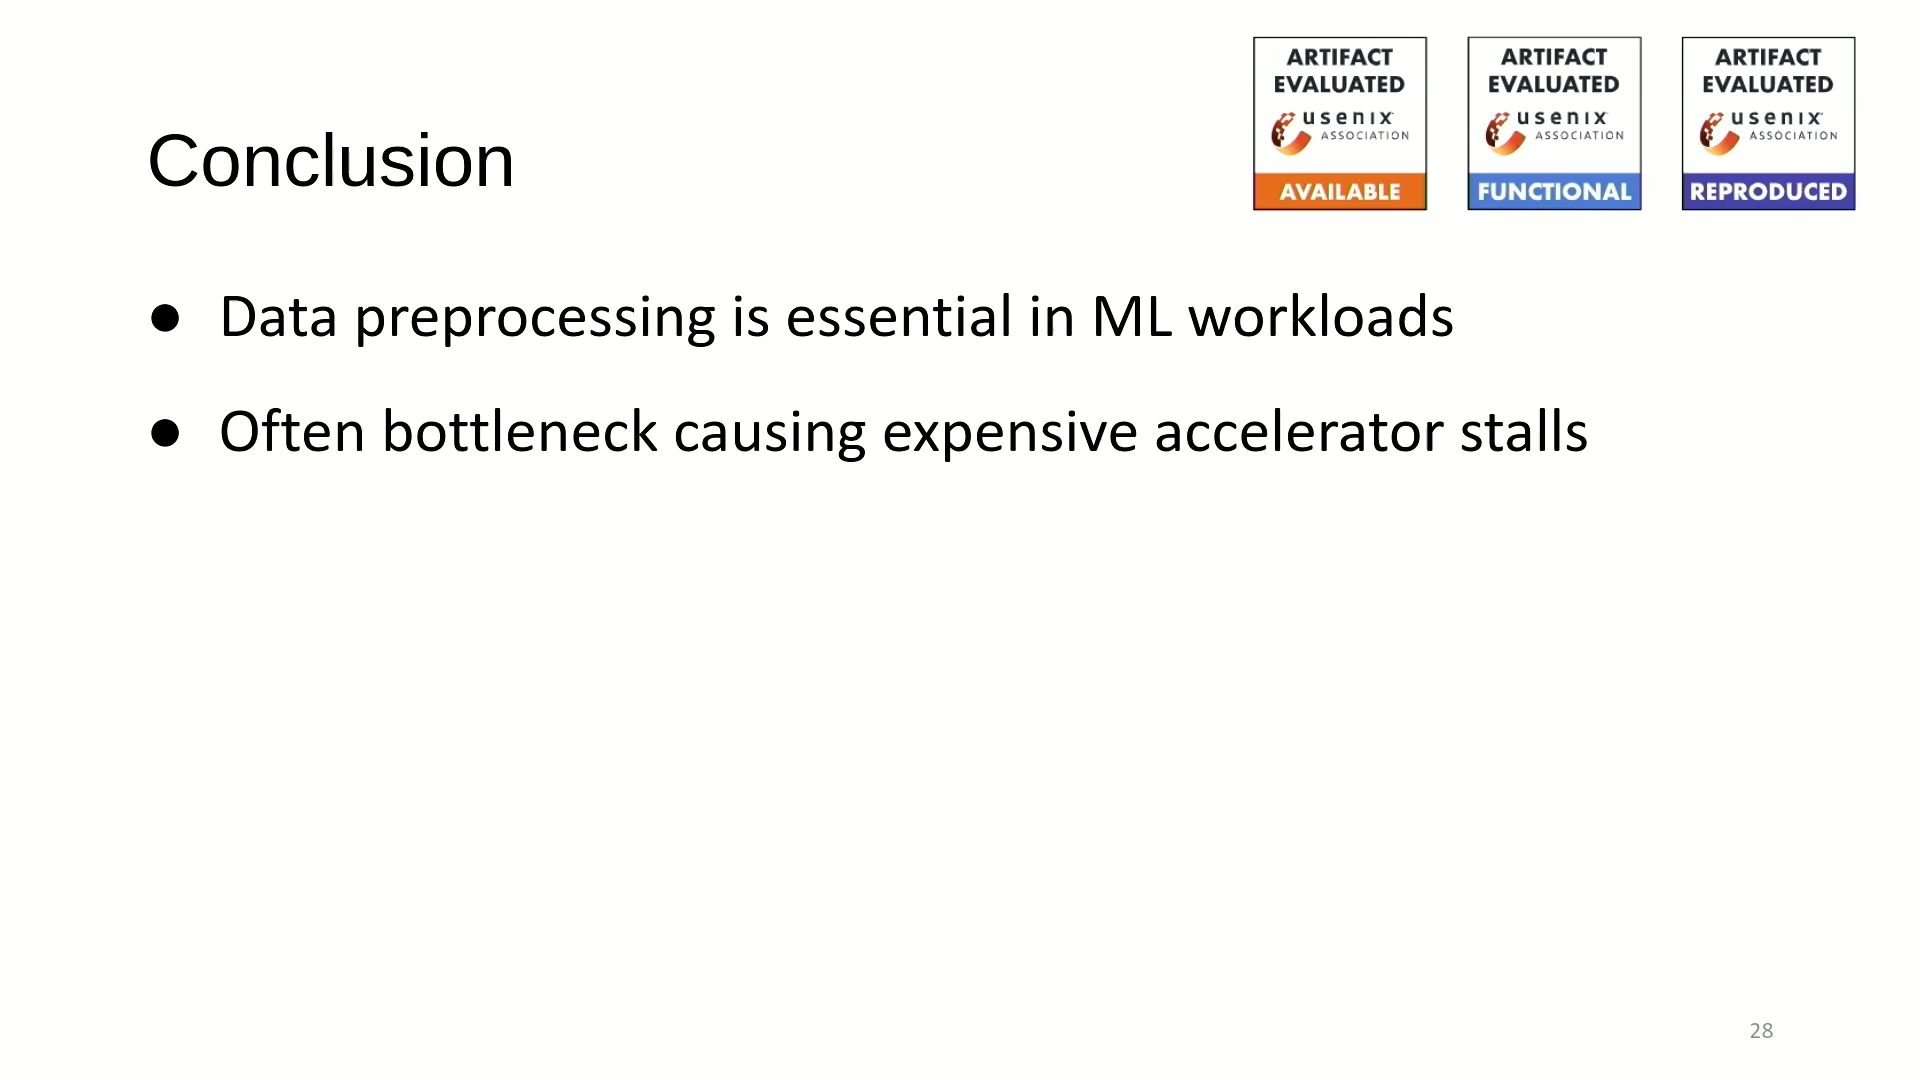 ARTIFACT
EVALUATED
usenix
ASSOCIATION
AVAILABLE
ARTIFACT
EVALUATED
usenix
ASSOCIATION
FUNCTIONAL
ARTIFACT
EVALUATED
usenix
ASSOCIATION
REPRODUCED
Conclusion
● Data preprocessing is essential in ML workloads
● Often bottleneck causing expensive accelerator stalls
28